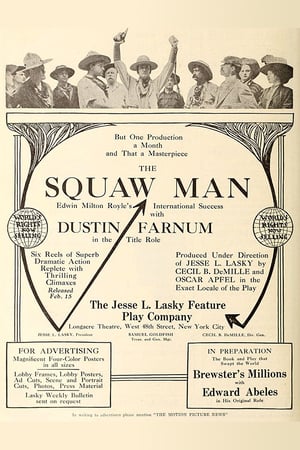 But One Production
a Month
and That a Masterpiece
THE
SQUAW MAN
Edwin Milton Royle's International Success
with
DUSTIN FARNUM
in the Title Role
WORLD'S
RIGHTS
NOW
SELLING
WORLD'S
RIGHTS
NOW
SELLING
Six Reels of Superb
Dramatic Action
Replete with
Thrilling
Climaxes
Released
Feb. 15
Produced Under Direction
of JESSE L. LASKY by
CECIL B. DeMILLE and
OSCAR APFEL in the
Exact Locale of the Play
The Jesse L. Lasky Feature
Play Company
Longacre Theatre, West 48th Street, New York City
JESSE L. LASKY, President
SAMUEL GOLDFISH
Treas. and Gen. Mgr.
CECIL B. DeMILLE, Dir. Gen.
FOR ADVERTISING
Magnificent Four-Color Posters
in all sizes
Lobby Frames, Lobby Posters,
Ad Cuts, Scene and Portrait
Cuts, Photos, Press Material
Lasky Weekly Bulletin
sent on request
IN PREPARATION
The Book and Play that
Swept the World
Brewster's Millions
with
Edward Abeles
in His Original Role
In writing to advertisers please mention "THE MOTION PICTURE NEWS"